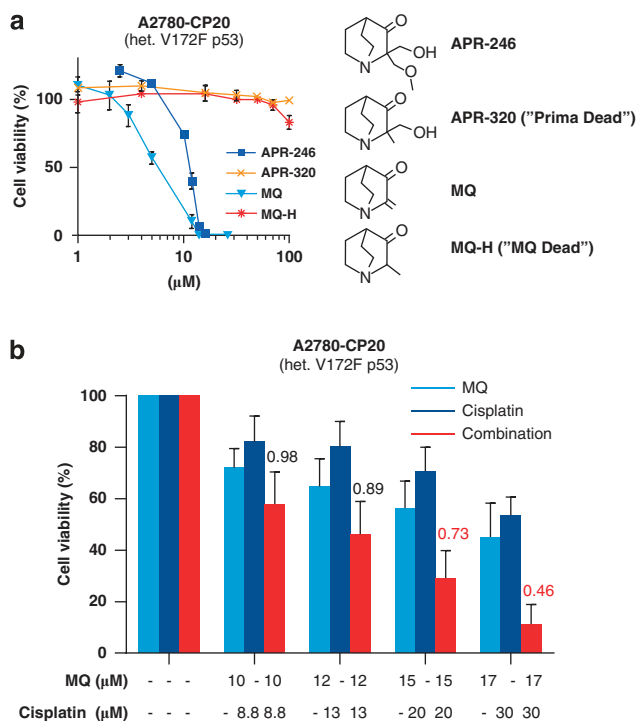 a
A2780-CP20
(het. V172F p53)
Cell viability (%)
100
50
0
1
10
100
(μM)
APR-246
APR-320
MQ
MQ-H
O
OH
N
O
APR-246
O
OH
N
APR-320 ("Prima Dead")
O
N
MQ
O
N
MQ-H ("MQ Dead")
b
A2780-CP20
(het. V172F p53)
MQ
Cisplatin
Combination
Cell viability (%)
100
80
60
40
20
0
0.98
0.89
0.73
0.46
MQ (μM) - - - 10 - 10 12 - 12 15 - 15 17 - 17
Cisplatin (μM) - - - - 8.8 8.8 - 13 13 - 20 20 - 30 30